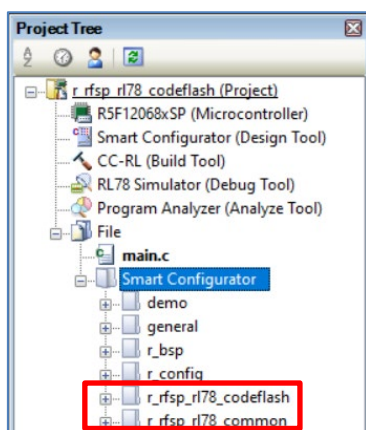 Project Tree
r_rfsp_rl78_codeflash (Project)
R5F12068xSP (Microcontroller)
Smart Configurator (Design Tool)
CC-RL (Build Tool)
RL78 Simulator (Debug Tool)
Program Analyzer (Analyze Tool)
File
main.c
Smart Configurator
demo
general
r_bsp
r_config
r_rfsp_rl78_codeflash
r_rfsp_rl78_common